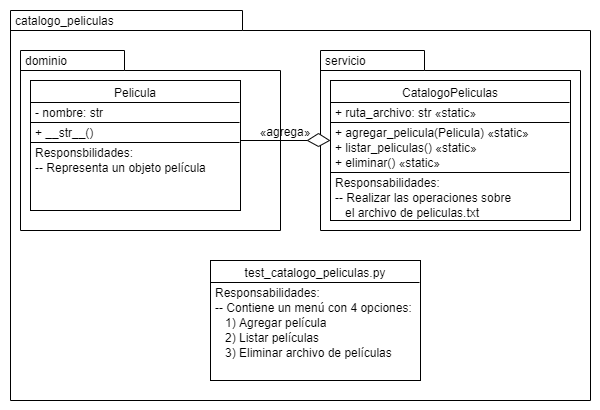 catalogo_peliculas
dominio
Pelicula
- nombre: str
+ __str__()
Responsbilidades:
-- Representa un objeto película
«agrega»
servicio
CatalogoPeliculas
+ ruta_archivo: str «static»
+ agregar_pelicula(Pelicula) «static»
+ listar_peliculas() «static»
+ eliminar() «static»
Responsabilidades:
-- Realizar las operaciones sobre
el archivo de peliculas.txt
test_catalogo_peliculas.py
Responsabilidades:
-- Contiene un menú con 4 opciones:
1) Agregar película
2) Listar películas
3) Eliminar archivo de películas